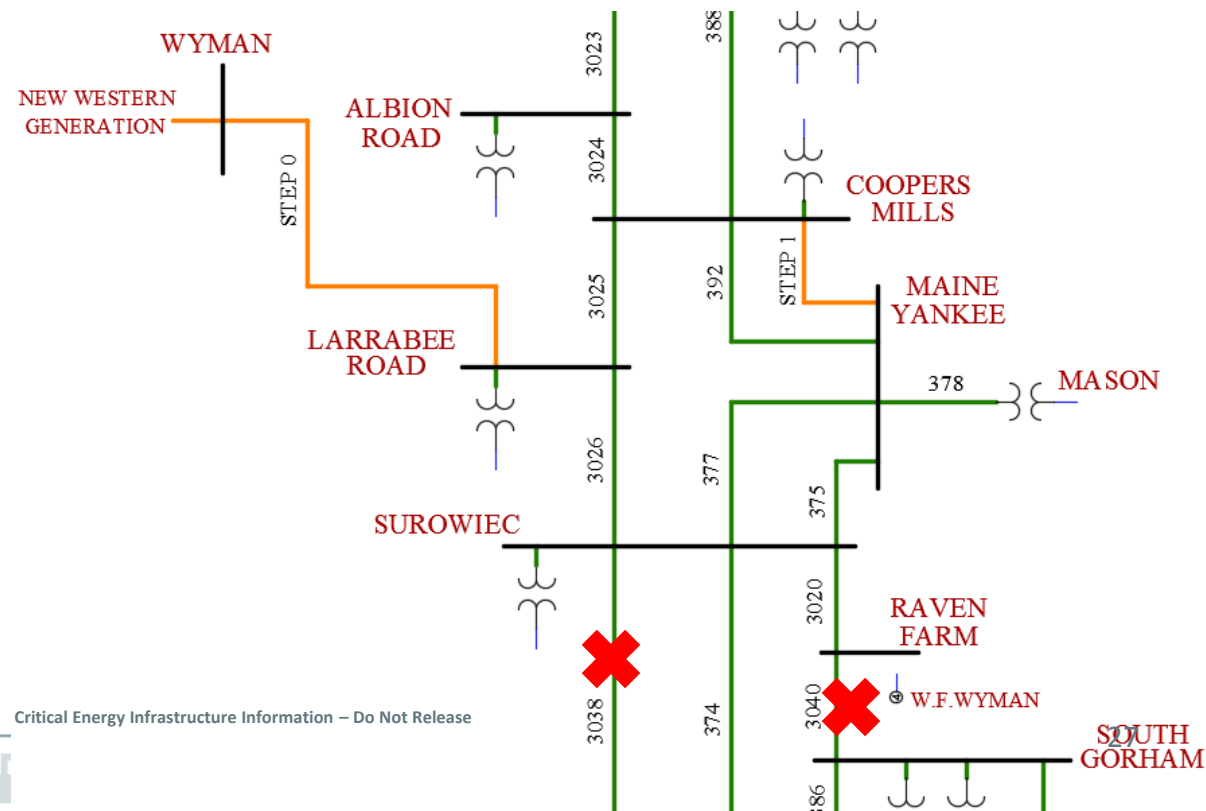 388
3023
WYMAN
NEW WESTERN
GENERATION
ALBION
ROAD
3024
STEP 0
COOPERS
MILLS
3025
392
STEP 1
MAINE
YANKEE
LARRABEE
ROAD
378
MASON
3026
377
375
SUROWIEC
3020
RAVEN
FARM
3040
W.F.WYMAN
4
Critical Energy Infrastructure Information – Do Not Release
3038
374
27
SOUTH
GORHAM